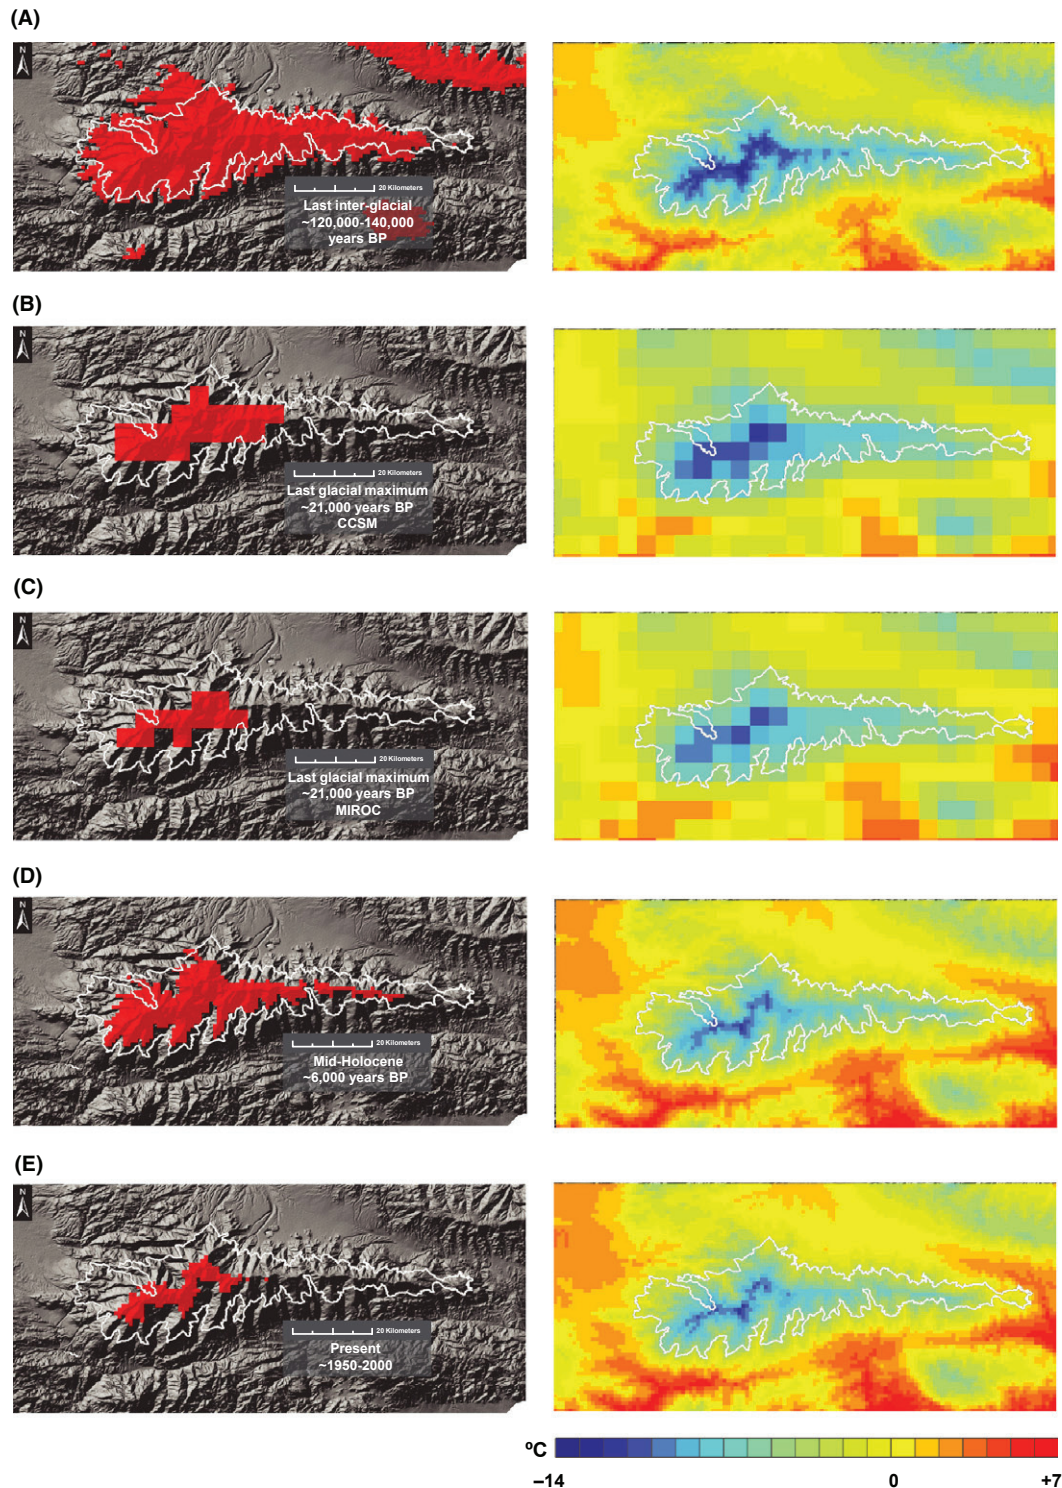 (A)
N
20 Kilometers
Last inter-glacial
~120,000-140,000
years BP
(B)
N
20 Kilometers
Last glacial maximum
~21,000 years BP
CCSM
(C)
N
20 Kilometers
Last glacial maximum
~21,000 years BP
MIROC
(D)
N
20 Kilometers
Mid-Holocene
~6,000 years BP
(E)
N
20 Kilometers
Present
~1950-2000
ºC
–14 0 +7